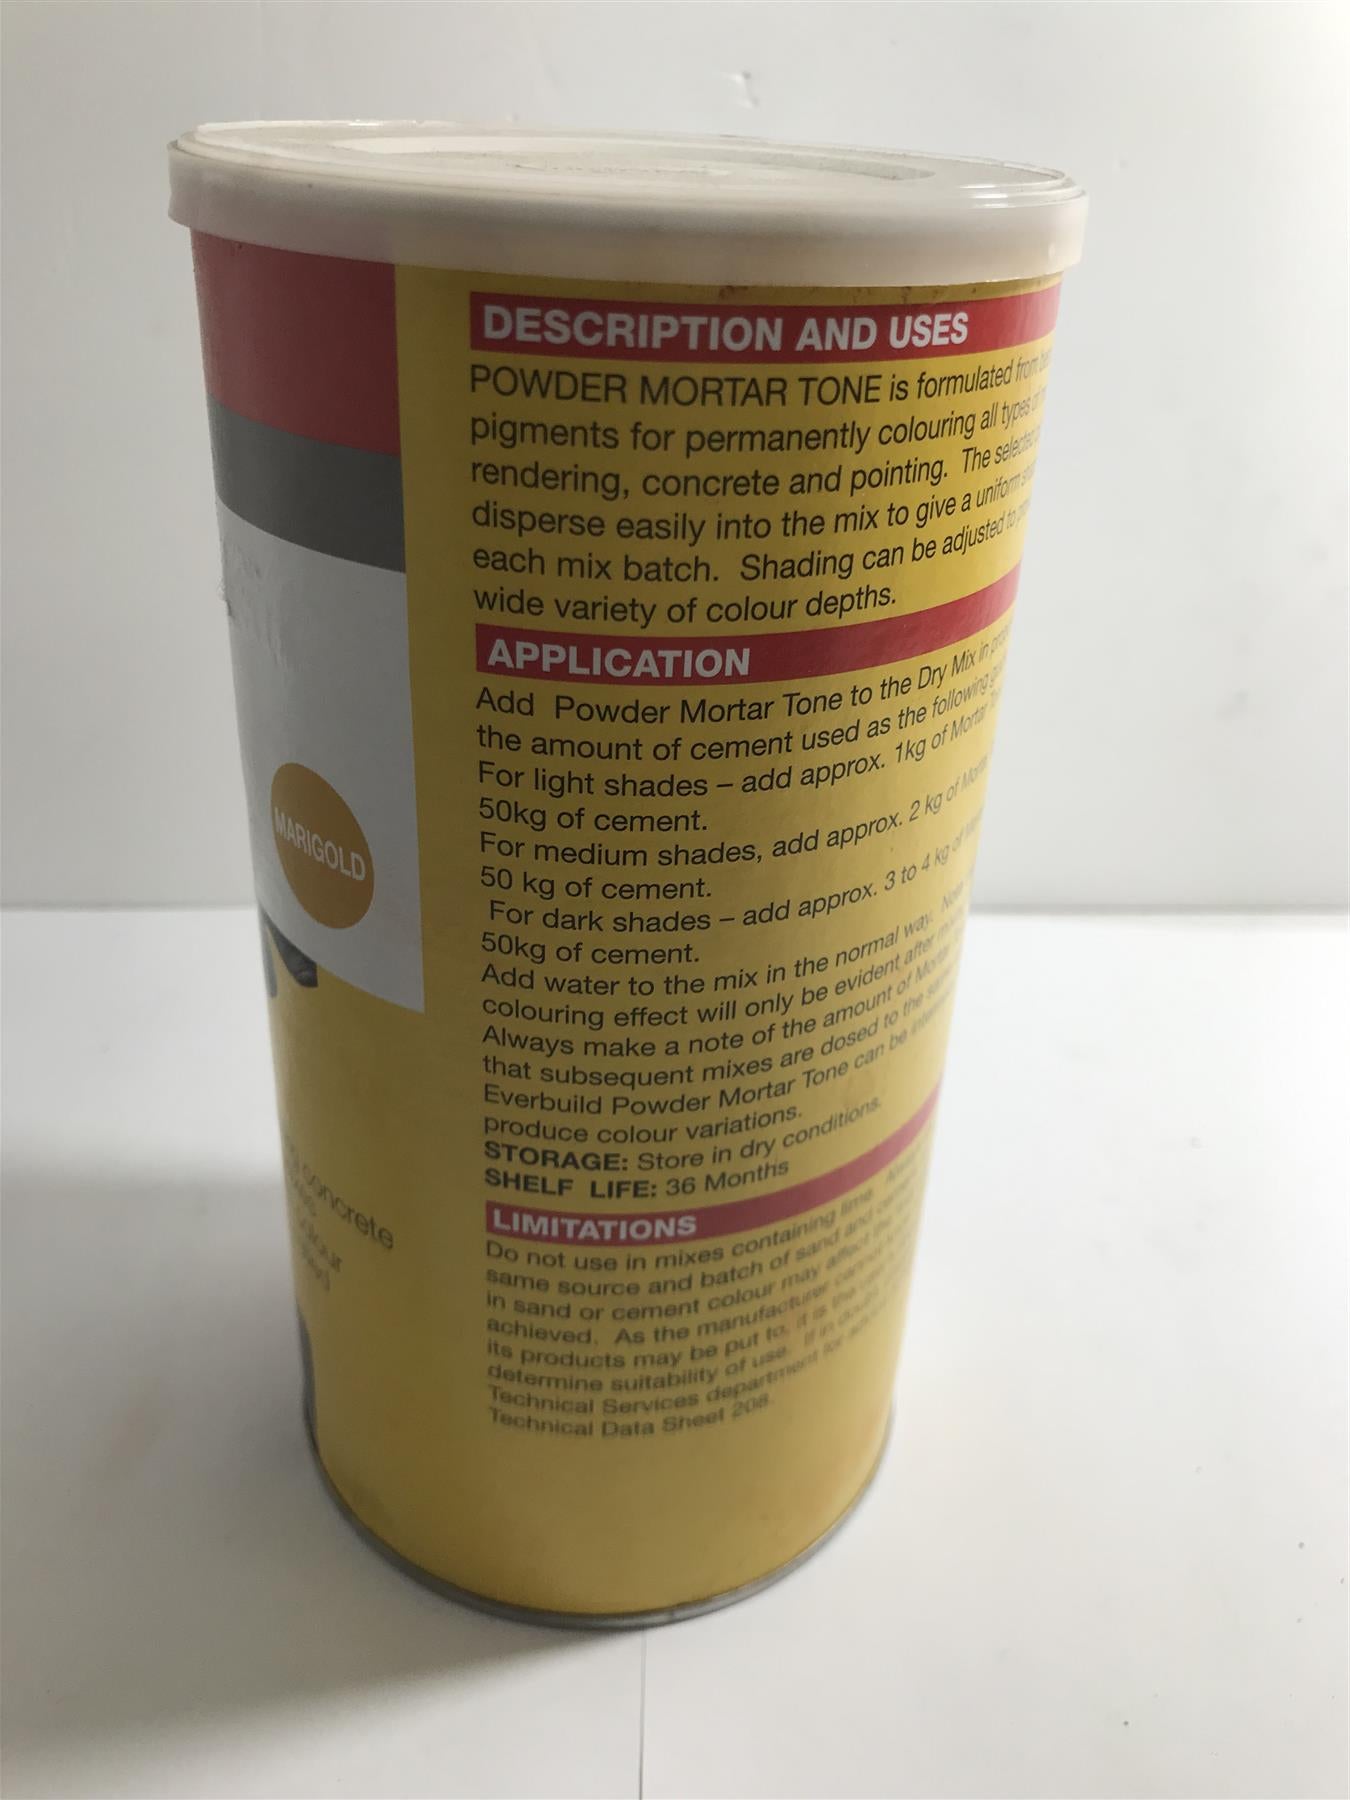 DESCRIPTION AND USES
POWDER MORTAR TONE is formulated from
pigments for permanently colouring all types of
rendering, concrete and pointing. The selected
disperse easily into the mix to give a uniform
each mix batch. Shading can be adjusted to
wide variety of colour depths.
APPLICATION
Add Powder Mortar Tone to the Dry Mix in
the amount of cement used as the following
For light shades – add approx. 1kg of Mortar
50kg of cement.
For medium shades, add approx. 2 kg of
50 kg of cement.
For dark shades – add approx. 3 to 4 kg of
50kg of cement.
Add water to the mix in the normal way.
colouring effect will only be evident after
Always make a note of the amount of Mortar
that subsequent mixes are dosed to the
Everbuild Powder Mortar Tone can be
produce colour variations.
STORAGE: Store in dry conditions.
SHELF LIFE: 36 Months
LIMITATIONS
Do not use in mixes containing lime.
same source and batch of sand and
in sand or cement colour may affect the
achieved. As the manufacturer cannot
its products may be put to, it is the
determine suitability of use. If in doubt
Technical Services department for
Technical Data Sheet 208.
MARIGOLD
concrete